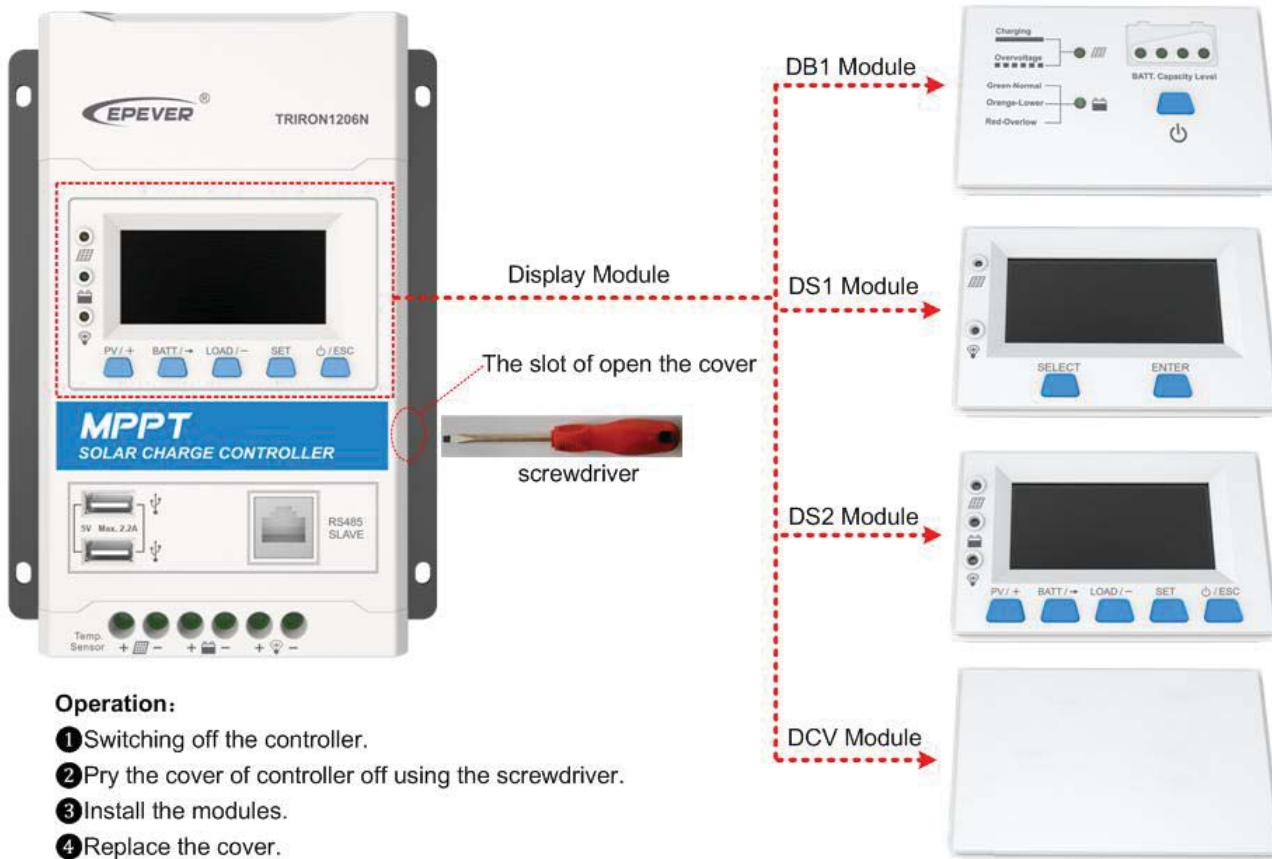 EPEVER®
TRIRON1206N
PV / + BATT. / → LOAD / − SET ⏻ / ESC
MPPT
SOLAR CHARGE CONTROLLER
5V Max. 2.2A
RS485
SLAVE
Temp.
Sensor + − + − + −
Display Module
The slot of open the cover
screwdriver
DB1 Module
Charging
Overvoltage
Green-Normal
Orange-Lower
Red-Overlow
BATT. Capacity Level
DS1 Module
SELECT ENTER
DS2 Module
PV / + BATT / → LOAD / − SET ⏻ / ESC
DCV Module
Operation:
❶Switching off the controller.
❷Pry the cover of controller off using the screwdriver.
❸Install the modules.
❹Replace the cover.